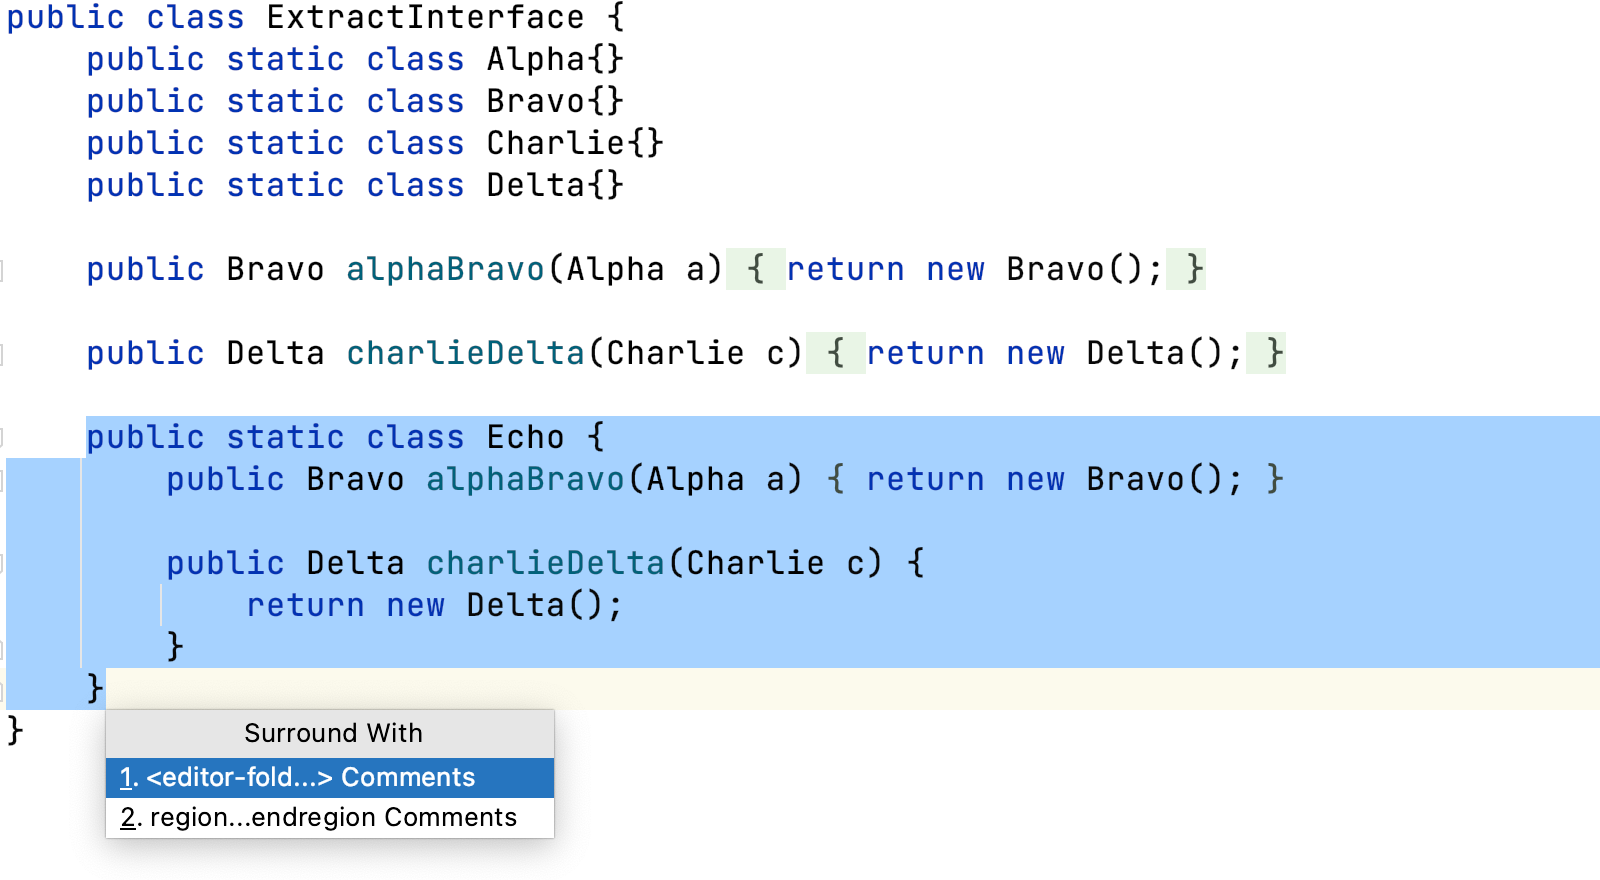 public class ExtractInterface {
    public static class Alpha{}
    public static class Bravo{}
    public static class Charlie{}
    public static class Delta{}
    public Bravo alphaBravo(Alpha a) { return new Bravo(); }
    public Delta charlieDelta(Charlie c) { return new Delta(); }
    public static class Echo {
        public Bravo alphaBravo(Alpha a) { return new Bravo(); }
        public Delta charlieDelta(Charlie c) {
            return new Delta();
        }
    }
}
Surround With
1. <editor-fold...> Comments
2. region...endregion Comments